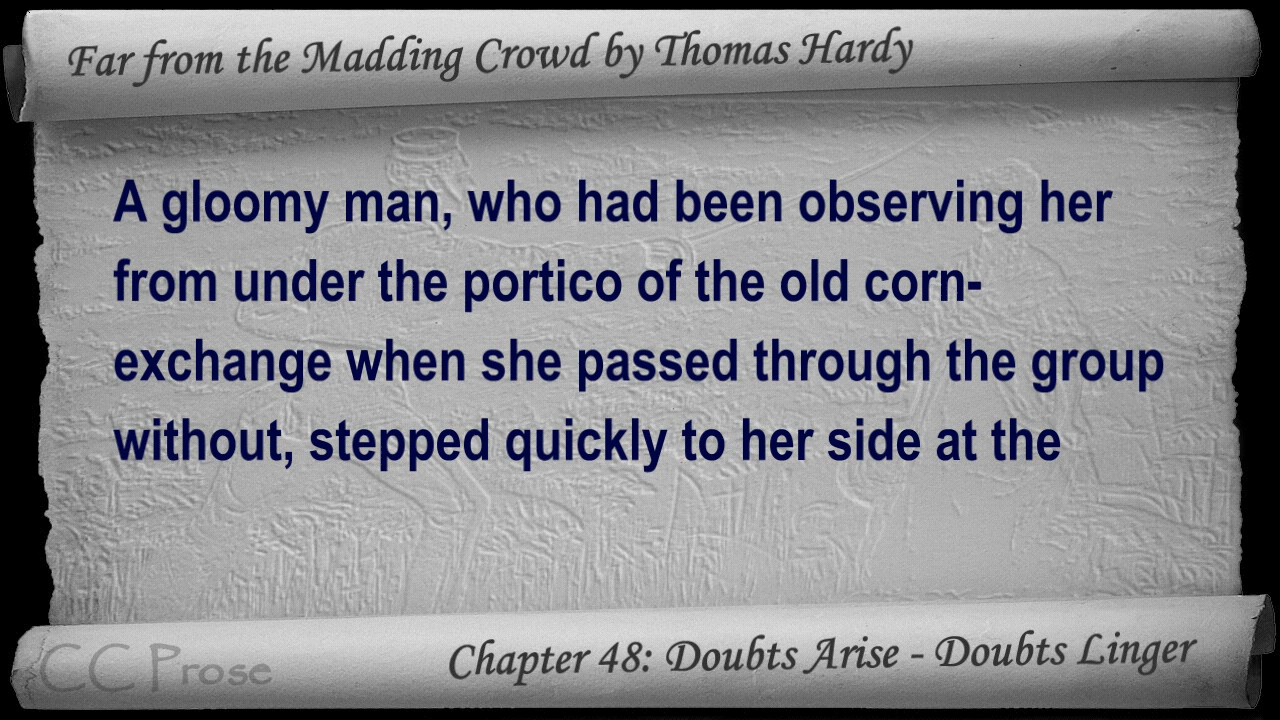 Far from the Madding Crowd by Thomas Hardy
A gloomy man, who had been observing her
from under the portico of the old corn-
exchange when she passed through the group
without, stepped quickly to her side at the
CC Prose
Chapter 48: Doubts Arise - Doubts Linger